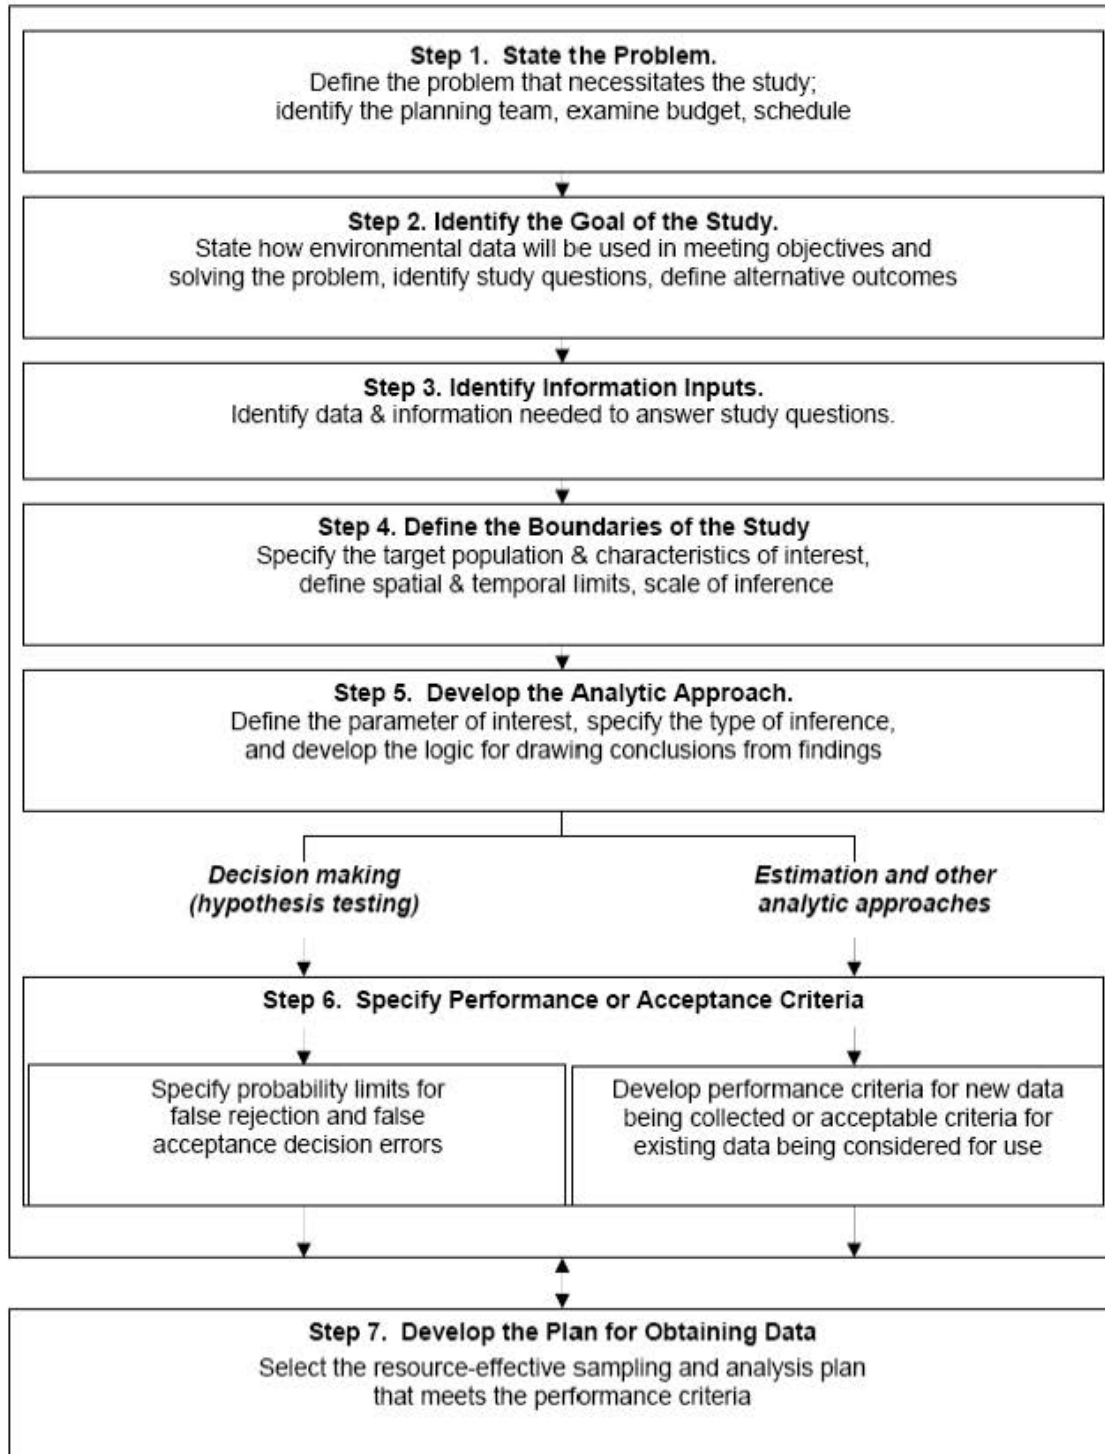 Step 1.  State the Problem.
Define the problem that necessitates the study;
identify the planning team, examine budget, schedule
Step 2. Identify the Goal of the Study.
State how environmental data will be used in meeting objectives and
solving the problem, identify study questions, define alternative outcomes
Step 3. Identify Information Inputs.
Identify data & information needed to answer study questions.
Step 4. Define the Boundaries of the Study
Specify the target population & characteristics of interest,
define spatial & temporal limits, scale of inference
Step 5.  Develop the Analytic Approach.
Define the parameter of interest, specify the type of inference,
and develop the logic for drawing conclusions from findings
Decision making
(hypothesis testing)
Estimation and other
analytic approaches
Step 6.  Specify Performance or Acceptance Criteria
Specify probability limits for
false rejection and false
acceptance decision errors
Develop performance criteria for new data
being collected or acceptable criteria for
existing data being considered for use
Step 7.  Develop the Plan for Obtaining Data
Select the resource-effective sampling and analysis plan
that meets the performance criteria